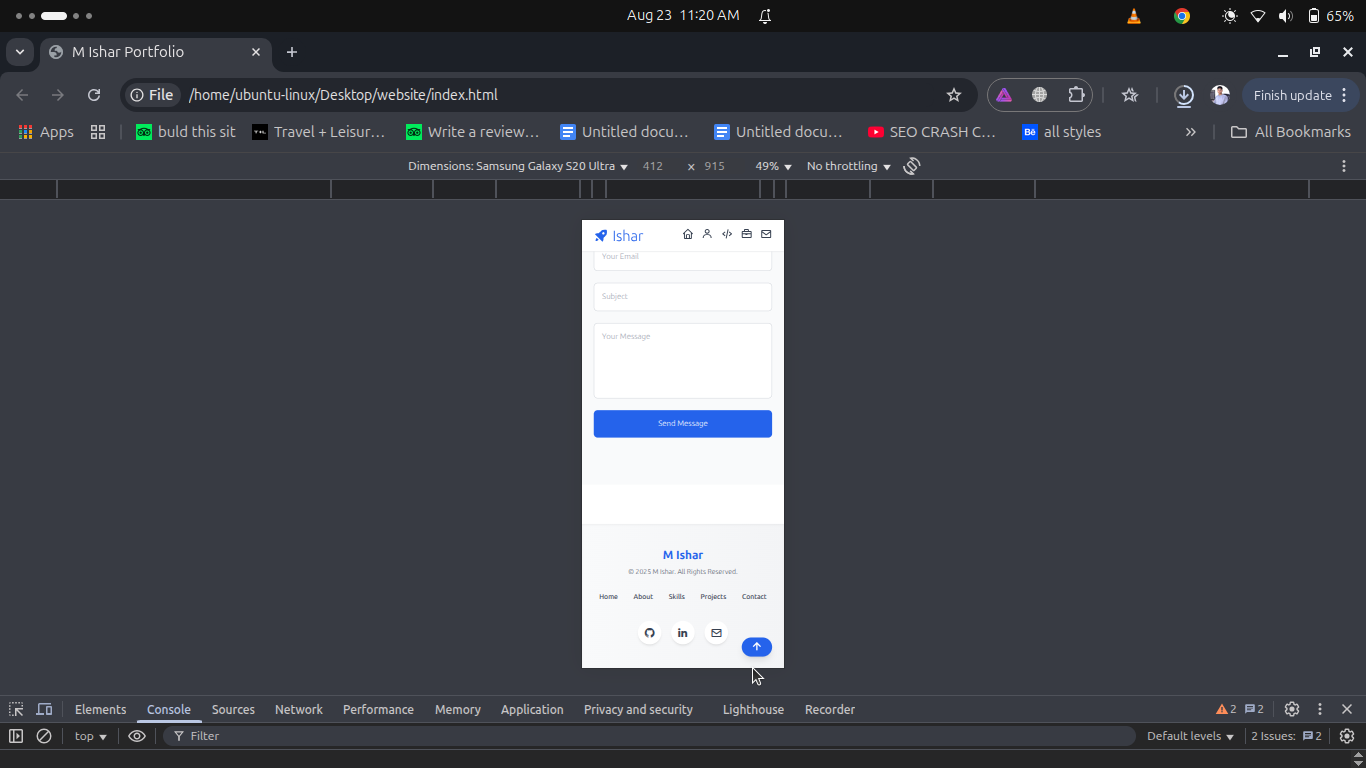 Aug 23 11:20 AM
65%
M Ishar Portfolio
File
/home/ubuntu-linux/Desktop/website/index.html
Finish update
Apps
buld this sit
Travel + Leisur…
Write a review…
Untitled docu…
Untitled docu…
SEO CRASH C…
Bē all styles
All Bookmarks
Dimensions: Samsung Galaxy S20 Ultra 412 x 915 49% No throttling
Ishar
Your Email
Subject
Your Message
Send Message
M Ishar
© 2025 M Ishar. All Rights Reserved.
Home About Skills Projects Contact
in
Elements Console Sources Network Performance Memory Application Privacy and security Lighthouse Recorder 2 2
top Filter Default levels 2 Issues: 2